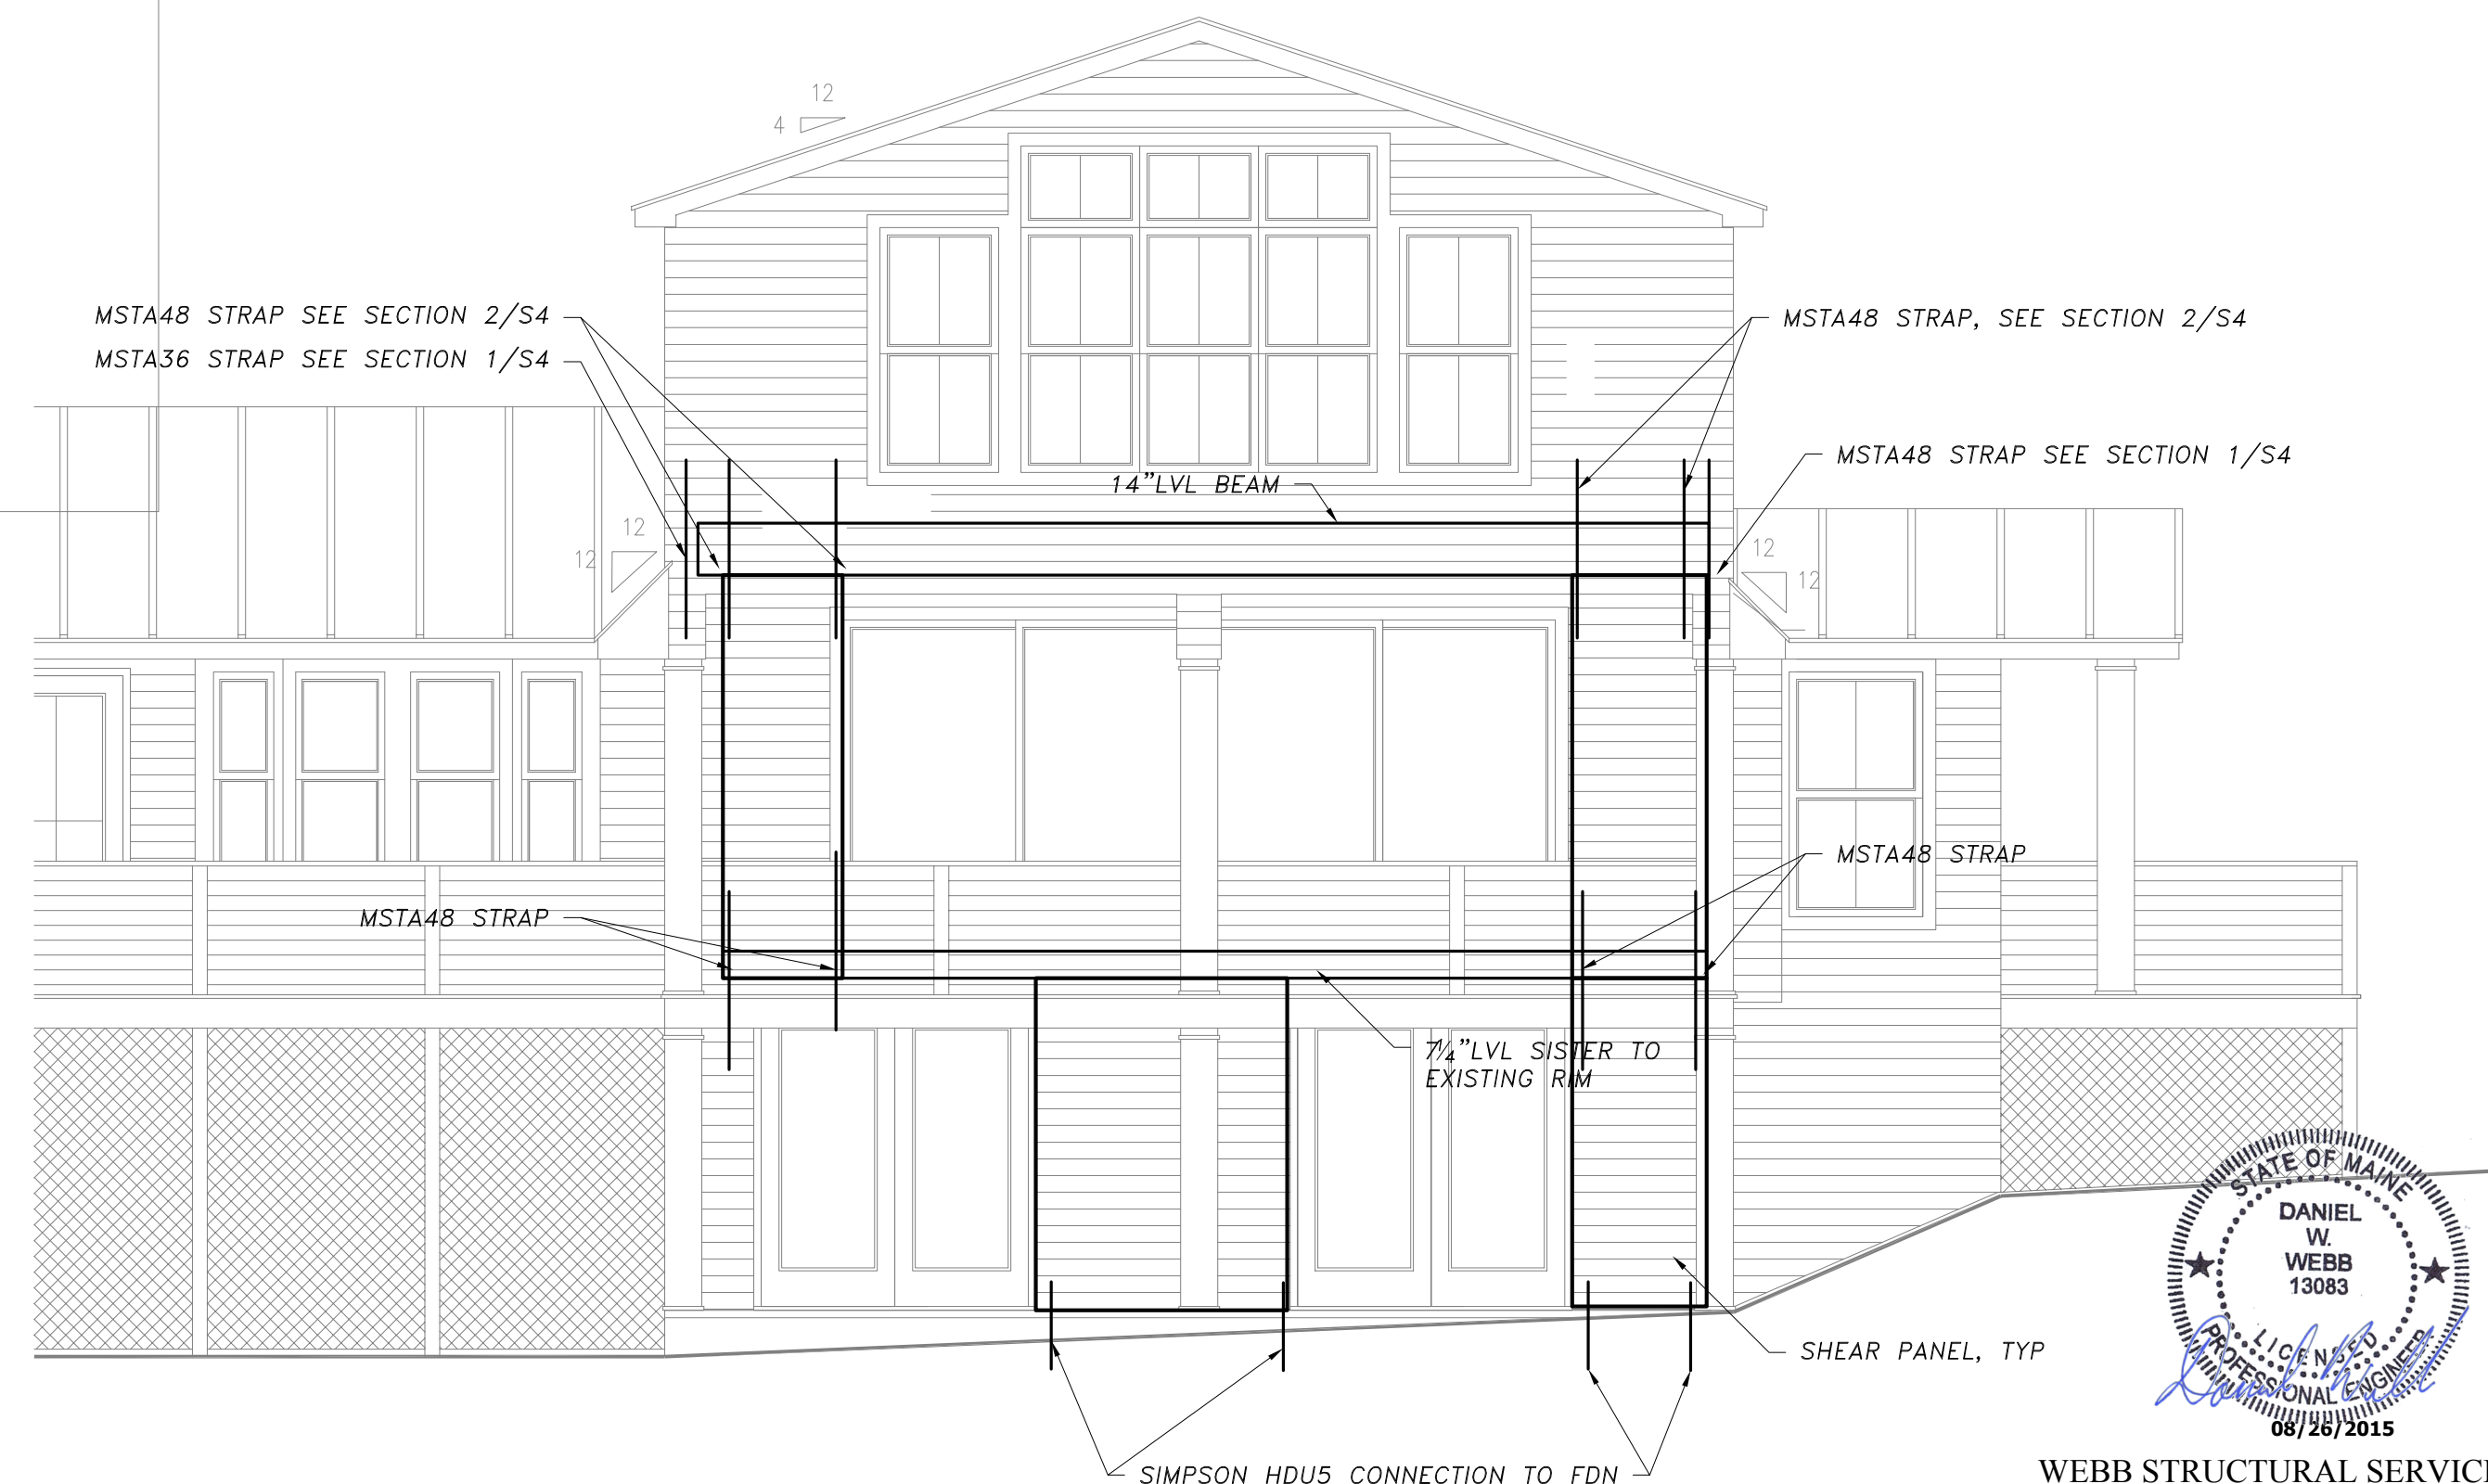 12
4
MSTA48 STRAP SEE SECTION 2/S4
MSTA36 STRAP SEE SECTION 1/S4
MSTA48 STRAP, SEE SECTION 2/S4
MSTA48 STRAP SEE SECTION 1/S4
14"LVL BEAM
12
12
12
12
MSTA48 STRAP
MSTA48 STRAP
7¼"LVL SISTER TO
EXISTING RIM
SHEAR PANEL, TYP
SIMPSON HDU5 CONNECTION TO FDN
STATE OF MAINE
DANIEL
W.
WEBB
13083
LICENSED
PROFESSIONAL ENGINEER
08/26/2015
WEBB STRUCTURAL